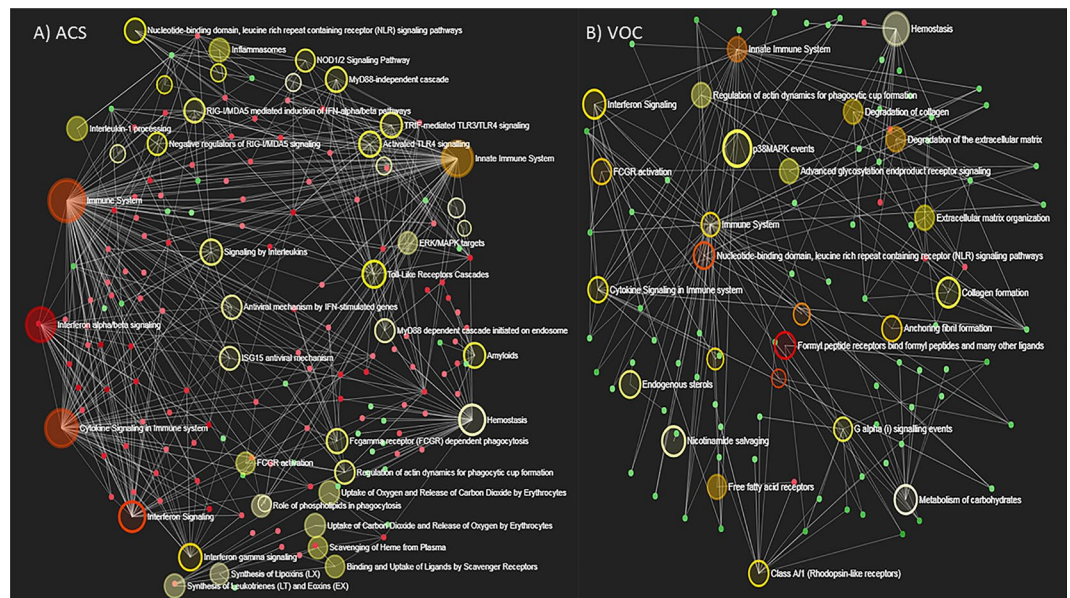 A) ACS
Nucleotide-binding domain, leucine rich repeat containing receptor (NLR) signaling pathways
Inflammasomes
NOD1/2 Signaling Pathway
MyD88-independent cascade
RIG-I/MDA5 mediated induction of IFN-alpha/beta pathways
Interleukin-1 processing
TRIF-mediated TLR3/TLR4 signaling
Negative regulators of RIG-I/MDA5 signaling
Activated TLR4 signalling
Innate Immune System
Immune System
ERK/MAPK targets
Signaling by Interleukins
Toll-Like Receptors Cascades
Antiviral mechanism by IFN-stimulated genes
Interferon alpha/beta signaling
MyD88 dependent cascade initiated on endosome
ISG15 antiviral mechanism
Amyloids
Hemostasis
Cytokine Signaling in Immune system
Fcgamma receptor (FCGR) dependent phagocytosis
FCGR activation
Regulation of actin dynamics for phagocytic cup formation
Uptake of Oxygen and Release of Carbon Dioxide by Erythrocytes
Role of phospholipids in phagocytosis
Interferon Signaling
Uptake of Carbon Dioxide and Release of Oxygen by Erythrocytes
Scavenging of Heme from Plasma
Interferon gamma signaling
Binding and Uptake of Ligands by Scavenger Receptors
Synthesis of Lipoxins (LX)
Synthesis of Leukotrienes (LT) and Eoxins (EX)
B) VOC
Hemostasis
Innate Immune System
Regulation of actin dynamics for phagocytic cup formation
Interferon Signaling
Degradation of collagen
Degradation of the extracellular matrix
p38MAPK events
FCGR activation
Advanced glycosylation endproduct receptor signaling
Extracellular matrix organization
Immune System
Nucleotide-binding domain, leucine rich repeat containing receptor (NLR) signaling pathways
Cytokine Signaling in Immune system
Collagen formation
Anchoring fibril formation
Formyl peptide receptors bind formyl peptides and many other ligands
Endogenous sterols
G alpha (i) signalling events
Nicotinamide salvaging
Free fatty acid receptors
Metabolism of carbohydrates
Class A/1 (Rhodopsin-like receptors)